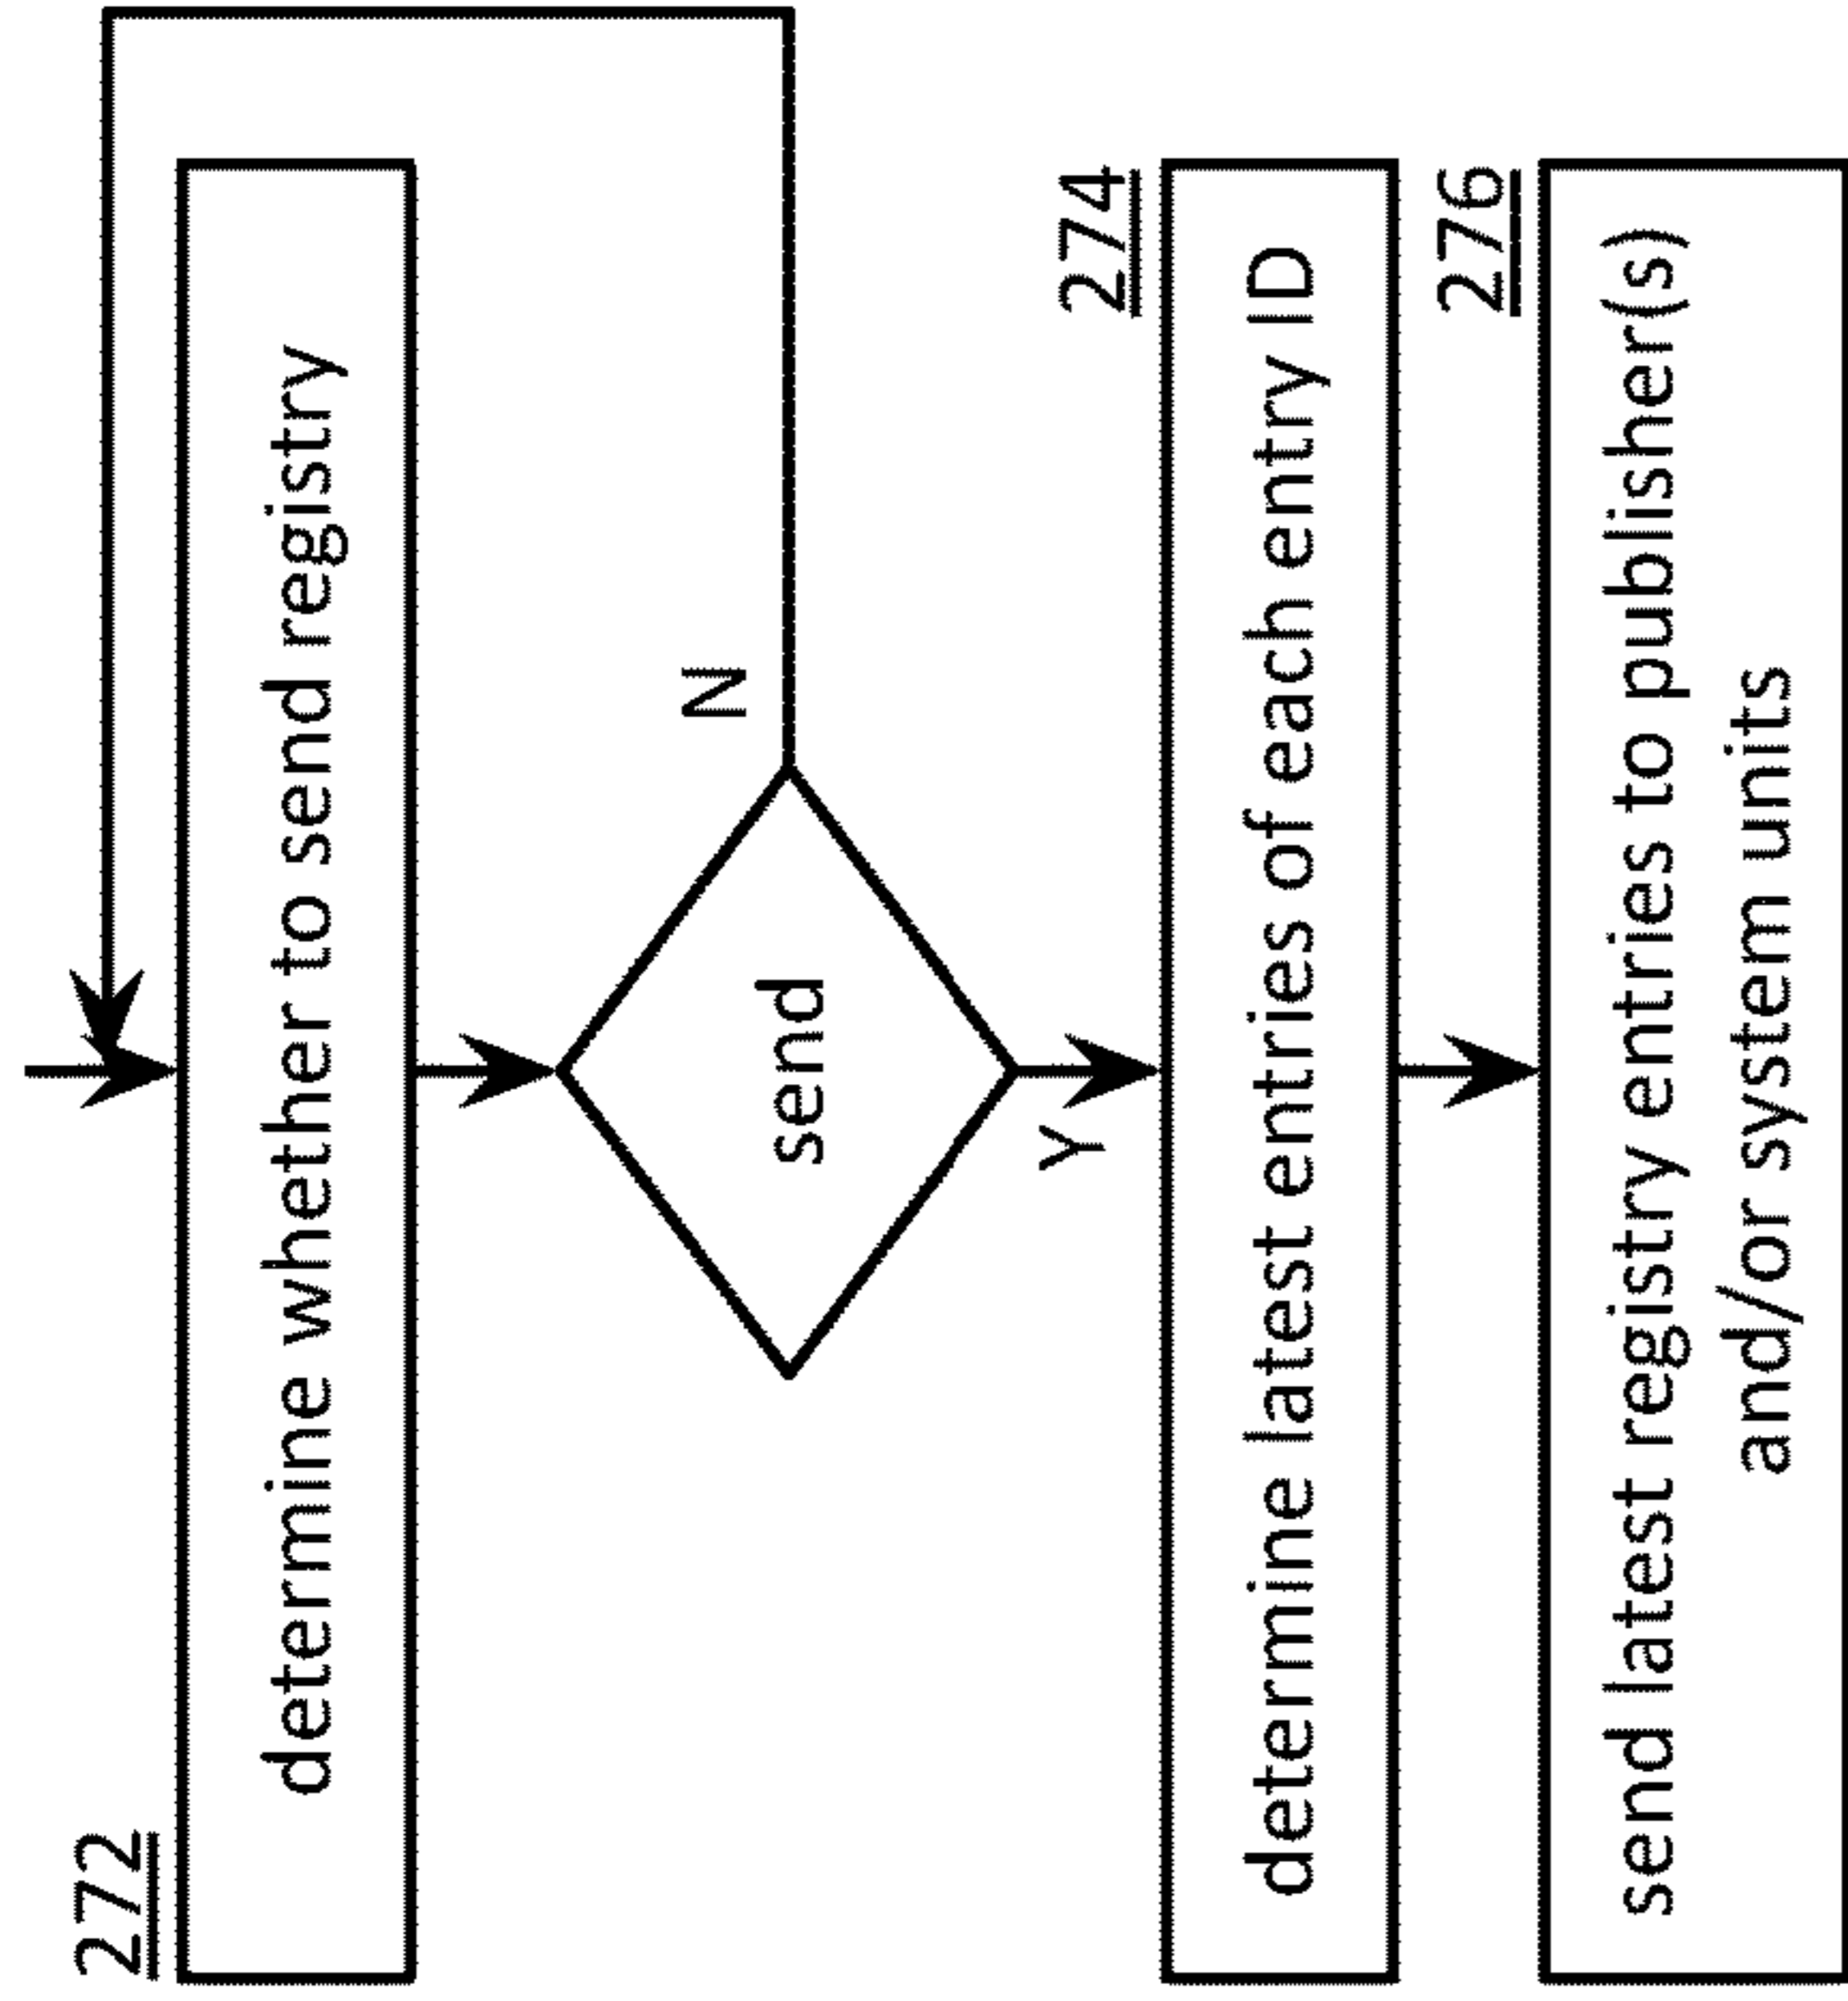 272
determine whether to send registry
send
N
Y
274
determine latest entries of each entry ID
276
send latest registry entries to publisher(s)
and/or system units